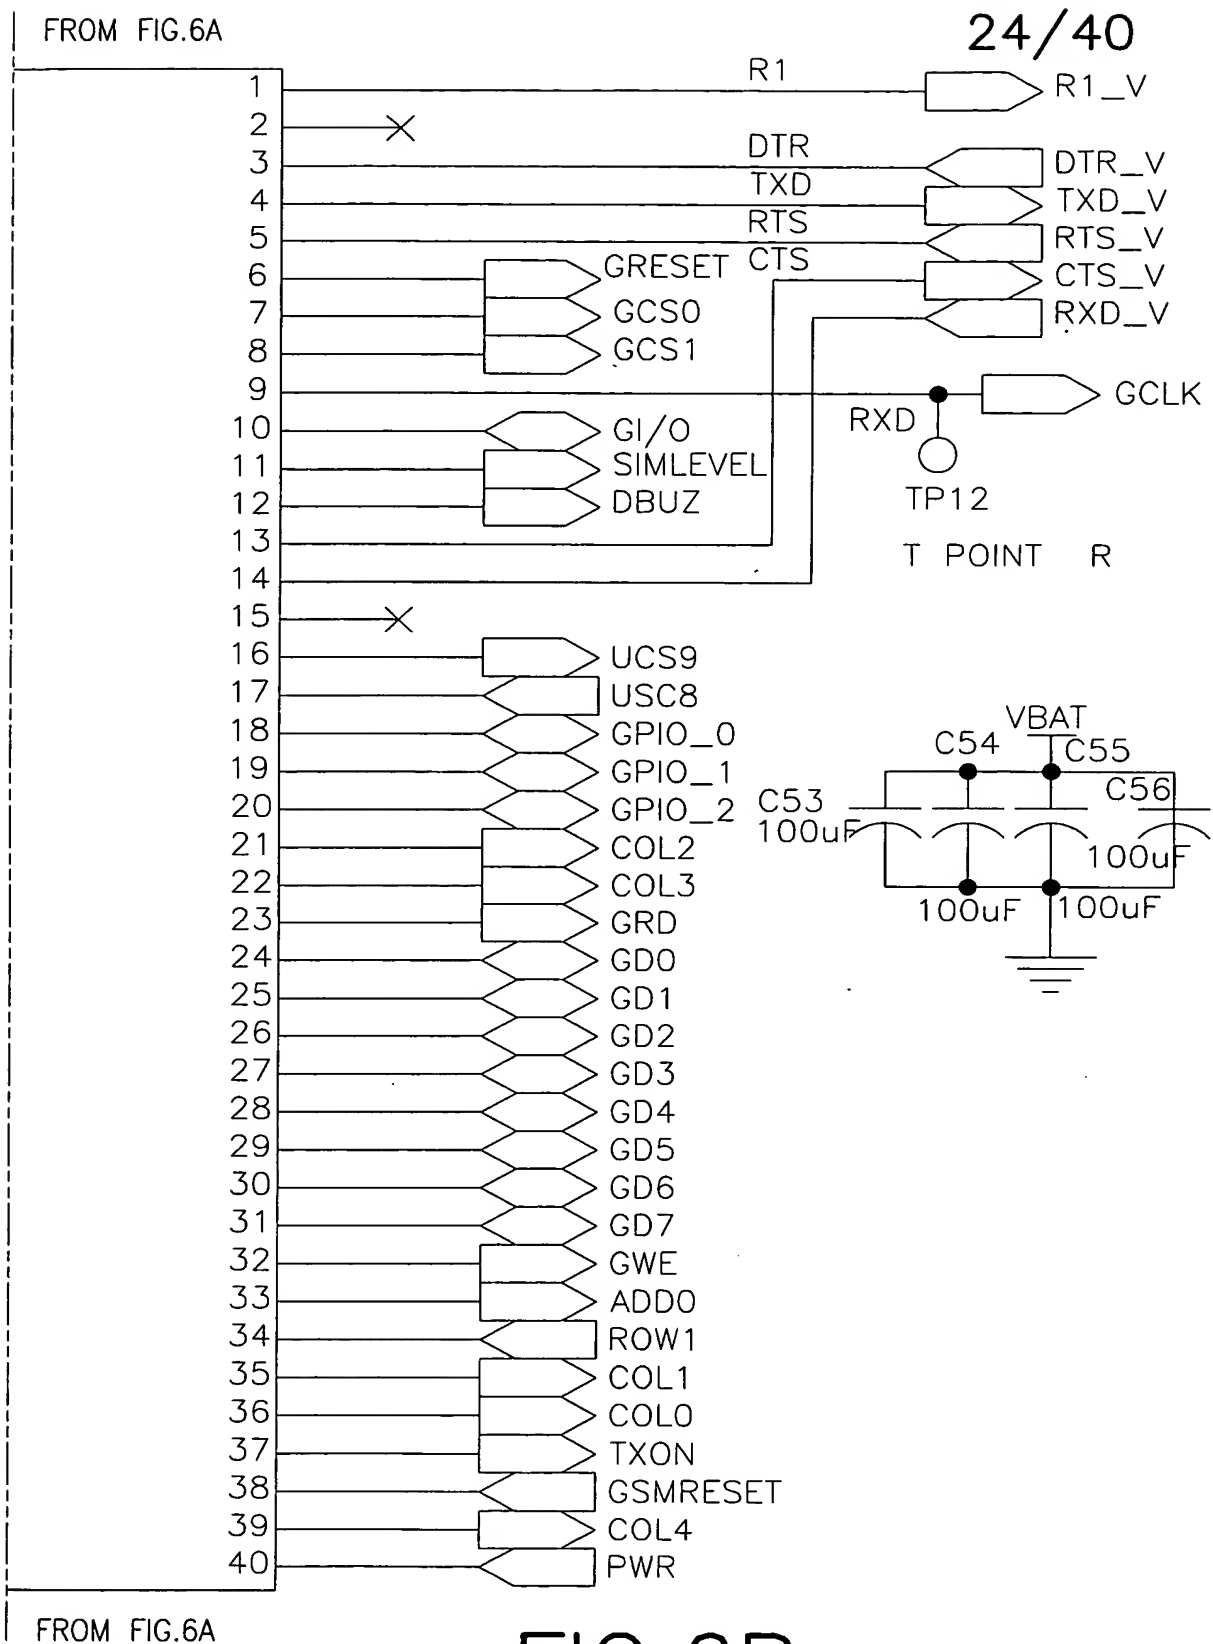 FROM FIG.6A
24/40
1 R1 R1_V
2
3 DTR DTR_V
4 TXD TXD_V
5 RTS RTS_V
6 GRESET CTS CTS_V
7 GCS0 RXD_V
8 GCS1
9 GCLK
RXD
10 GI/O
11 SIMLEVEL
12 DBUZ TP12
13
T POINT R
14
15
16 UCS9
17 USC8
18 GPIO_0 VBAT
19 GPIO_1 C54 C55
20 GPIO_2 C53 C56
100uF
21 COL2 100uF
22 COL3
23 GRD 100uF 100uF
24 GD0
25 GD1
26 GD2
27 GD3
28 GD4
29 GD5
30 GD6
31 GD7
32 GWE
33 ADD0
34 ROW1
35 COL1
36 COL0
37 TXON
38 GSMRESET
39 COL4
40 PWR
FROM FIG.6A